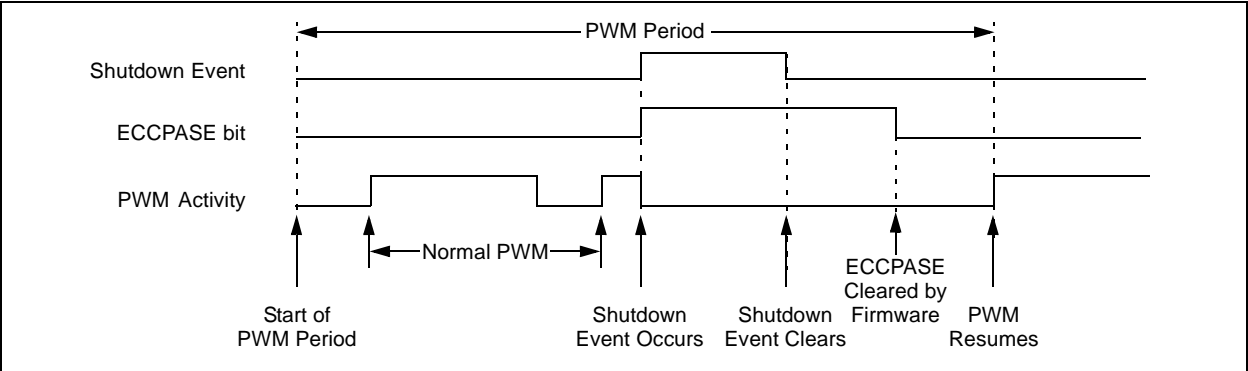 PWM Period
Shutdown Event
ECCPASE bit
PWM Activity
Normal PWM
Start of
PWM Period
Shutdown
Event Occurs
Shutdown
Event Clears
ECCPASE
Cleared by
Firmware
PWM
Resumes